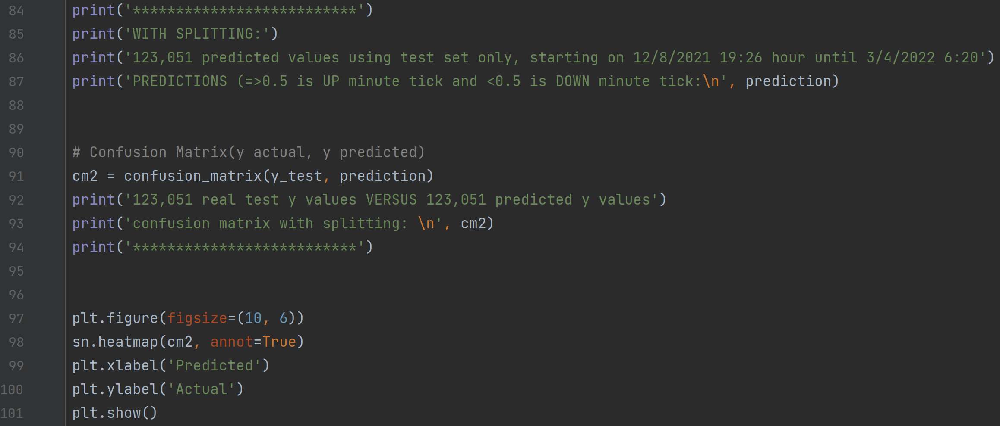 84 print('**************************')
85 print('WITH SPLITTING:')
86 print('123,051 predicted values using test set only, starting on 12/8/2021 19:26 hour until 3/4/2022 6:20')
87 print('PREDICTIONS (=>0.5 is UP minute tick and <0.5 is DOWN minute tick:\n', prediction)
88
89
90 # Confusion Matrix(y actual, y predicted)
91 cm2 = confusion_matrix(y_test, prediction)
92 print('123,051 real test y values VERSUS 123,051 predicted y values')
93 print('confusion matrix with splitting: \n', cm2)
94 print('**************************')
95
96
97 plt.figure(figsize=(10, 6))
98 sn.heatmap(cm2, annot=True)
99 plt.xlabel('Predicted')
100 plt.ylabel('Actual')
101 plt.show()